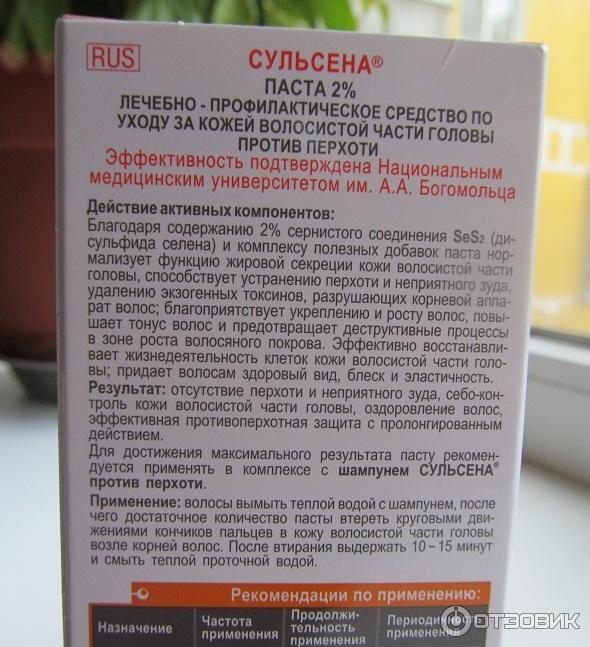 RUS
СУЛЬСЕНА®
ПАСТА 2%
ЛЕЧЕБНО - ПРОФИЛАКТИЧЕСКОЕ СРЕДСТВО ПО
УХОДУ ЗА КОЖЕЙ ВОЛОСИСТОЙ ЧАСТИ ГОЛОВЫ
ПРОТИВ ПЕРХОТИ
Эффективность подтверждена Национальным
медицинским университетом им. А.А. Богомольца
Действие активных компонентов:
Благодаря содержанию 2% сернистого соединения SeS₂ (ди-
сульфида селена) и комплексу полезных добавок паста нор-
мализует функцию жировой секреции кожи волосистой части
головы, способствует устранению перхоти и неприятного зуда,
удалению экзогенных токсинов, разрушающих корневой аппа-
рат волос; благоприятствует укреплению и росту волос, повы-
шает тонус волос и предотвращает деструктивные процессы
в зоне роста волосяного покрова. Эффективно восстанавли-
вает жизнедеятельность клеток кожи волосистой части голо-
вы; придает волосам здоровый вид, блеск и эластичность.
Результат: отсутствие перхоти и неприятного зуда, себо-кон-
троль кожи волосистой части головы, оздоровление волос,
эффективная противоперхотная защита с пролонгированным
действием.
Для достижения максимального результата пасту рекомен-
дуется применять в комплексе с шампунем СУЛЬСЕНА®
против перхоти.
Применение: волосы вымыть теплой водой с шампунем, после
чего достаточное количество пасты втереть круговыми дви-
жениями кончиков пальцев в кожу волосистой части головы
возле корней волос. После втирания выдержать 10 – 15 минут
и смыть теплой проточной водой.
Рекомендации по применению:
Назначение
Частота
применения
Продолжи-
тельность
применения
Периодичность
применения
ОТЗОВИК